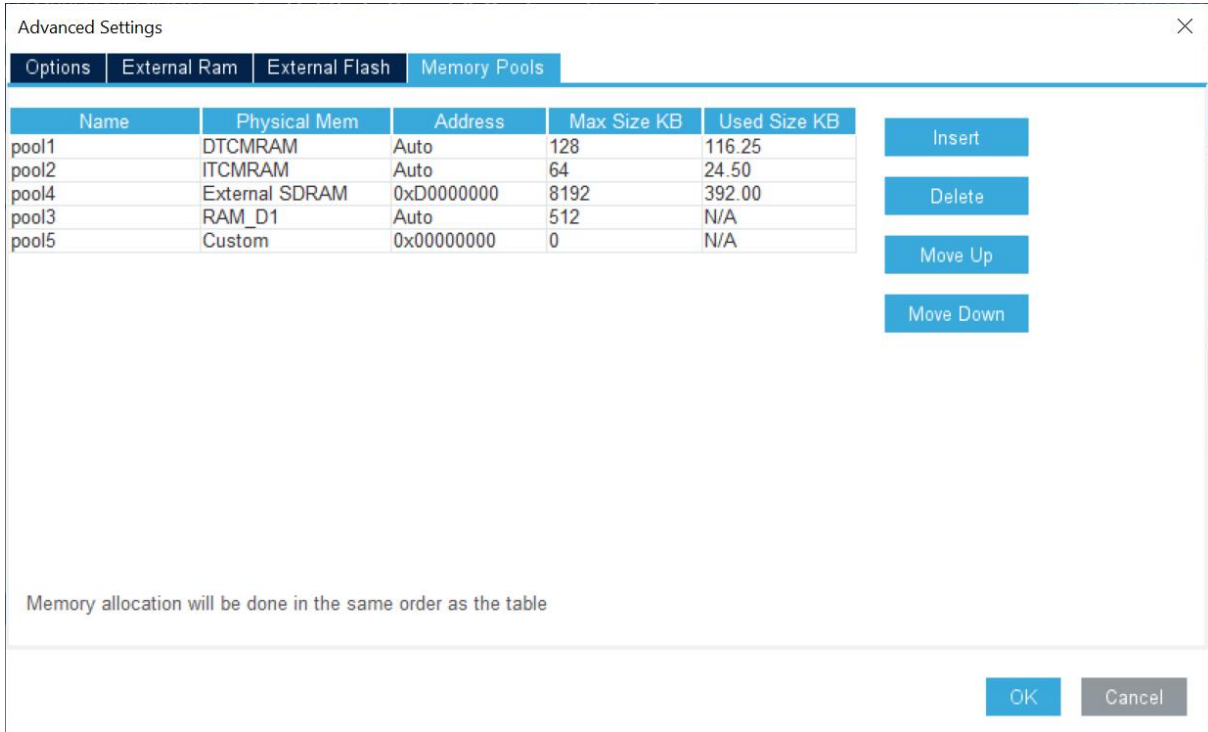 Advanced Settings
Options External Ram External Flash Memory Pools
Name Physical Mem Address Max Size KB Used Size KB
pool1 DTCMRAM Auto 128 116.25
pool2 ITCMRAM Auto 64 24.50
pool4 External SDRAM 0xD0000000 8192 392.00
pool3 RAM_D1 Auto 512 N/A
pool5 Custom 0x00000000 0 N/A
Insert
Delete
Move Up
Move Down
Memory allocation will be done in the same order as the table
OK Cancel